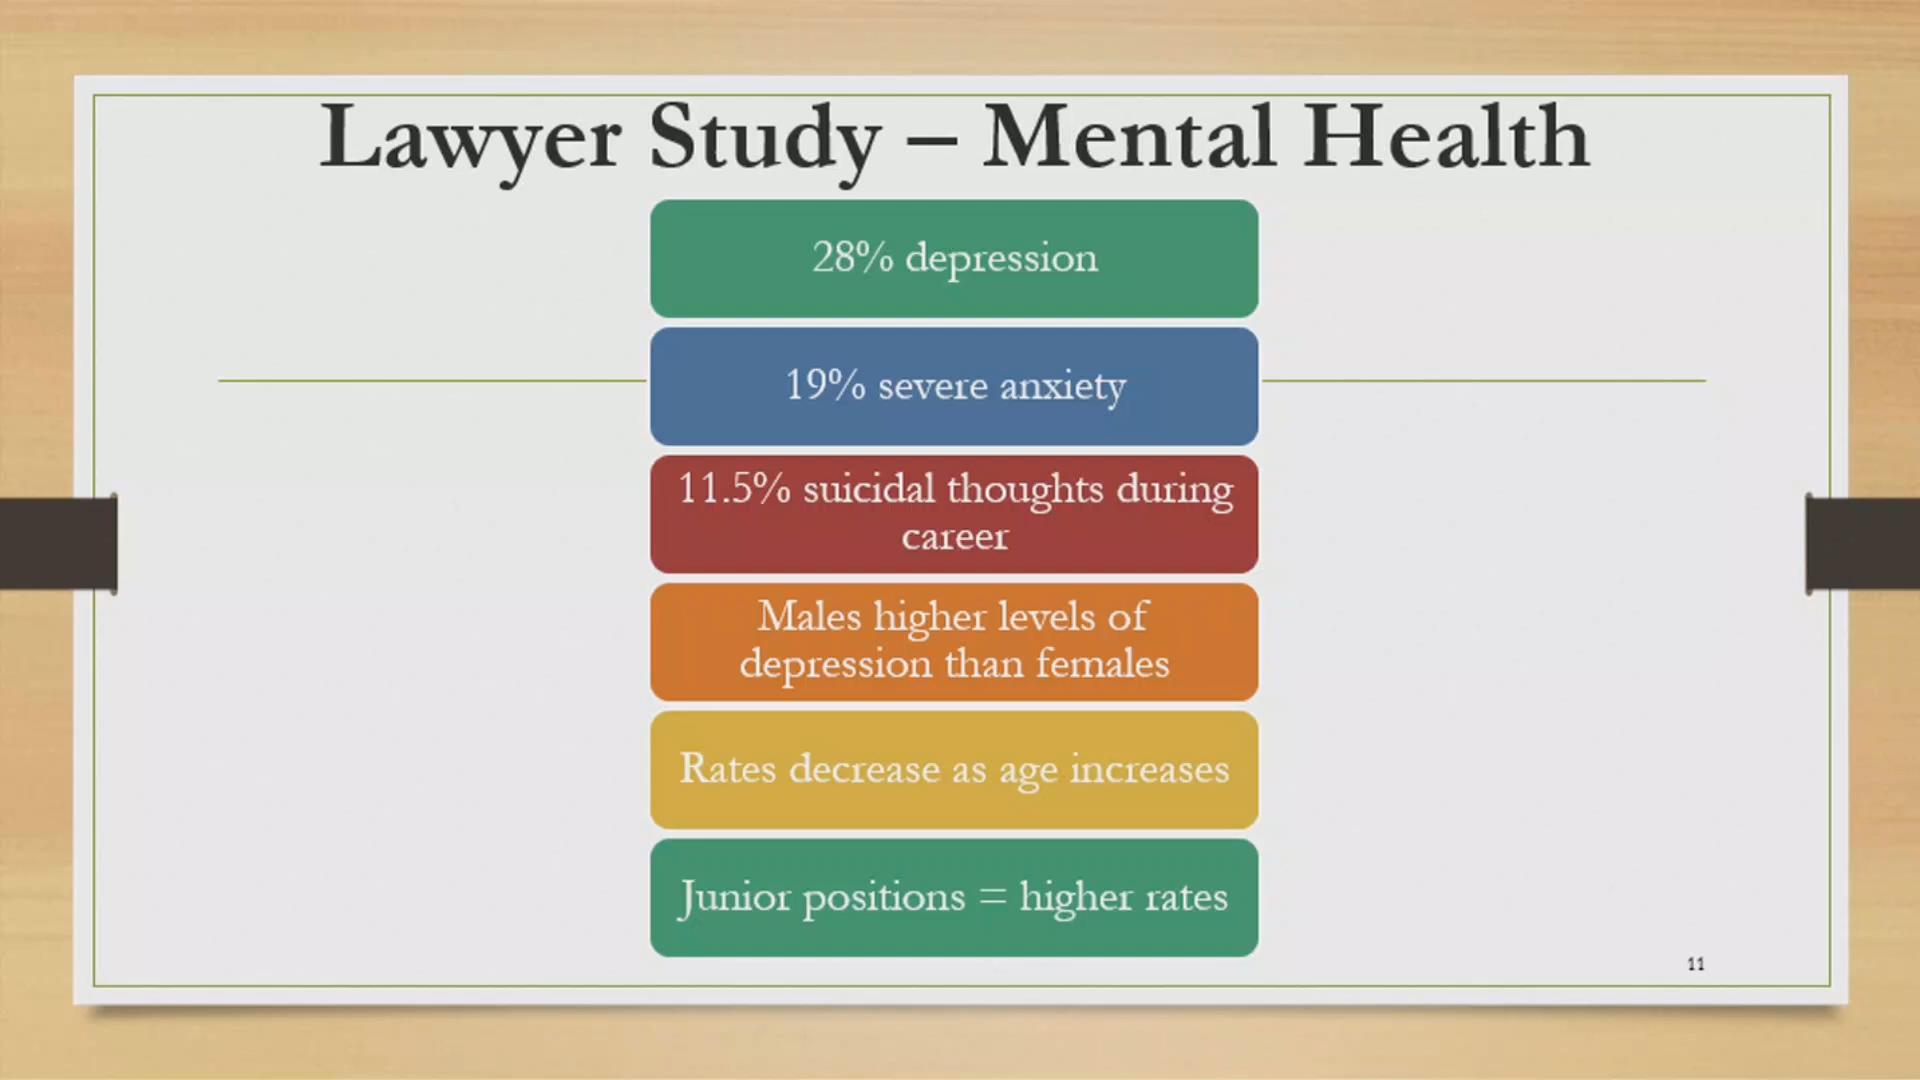 Lawyer Study – Mental Health
28% depression
19% severe anxiety
11.5% suicidal thoughts during
career
Males higher levels of
depression than females
Rates decrease as age increases
Junior positions = higher rates
11